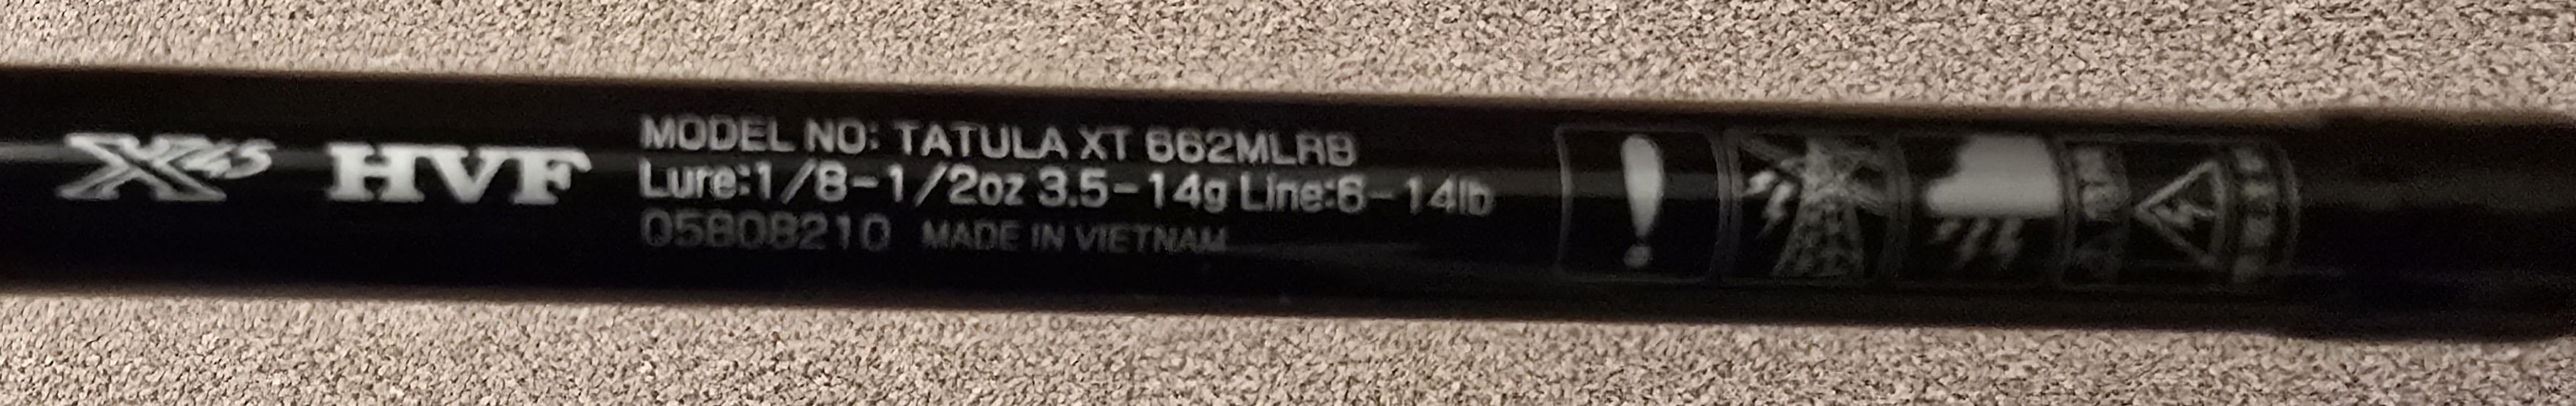 X45 HVF
MODEL NO: TATULA XT 662MLRB
Lure:1/8-1/2oz 3.5-14g Line:6-14lb
05808210 MADE IN VIETNAM